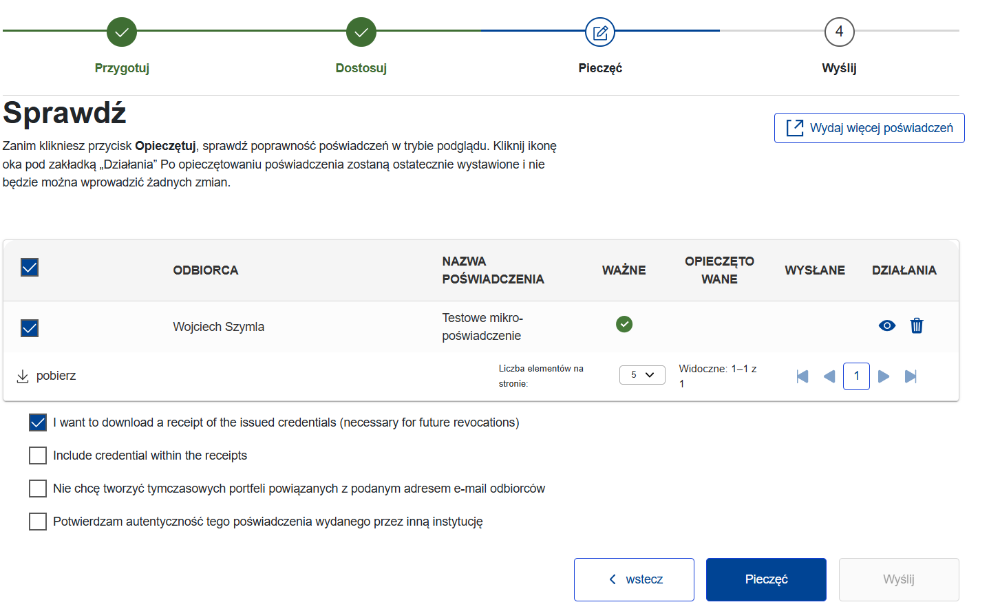 4
Przygotuj
Dostosuj
Pieczęć
Wyślij
Sprawdź
Wydaj więcej poświadczeń
Zanim klikniesz przycisk Opieczętuj, sprawdź poprawność poświadczeń w trybie podglądu. Kliknij ikonę
oka pod zakładką „Działania” Po opieczętowaniu poświadczenia zostaną ostatecznie wystawione i nie
będzie można wprowadzić żadnych zmian.
ODBIORCA
NAZWA
POŚWIADCZENIA
WAŻNE
OPIECZĘTO
WANE
WYSŁANE
DZIAŁANIA
Wojciech Szymla
Testowe mikro-
poświadczenie
pobierz
Liczba elementów na
stronie:
5
Widoczne: 1–1 z
1
1
I want to download a receipt of the issued credentials (necessary for future revocations)
Include credential within the receipts
Nie chcę tworzyć tymczasowych portfeli powiązanych z podanym adresem e-mail odbiorców
Potwierdzam autentyczność tego poświadczenia wydanego przez inną instytucję
wstecz
Pieczęć
Wyślij